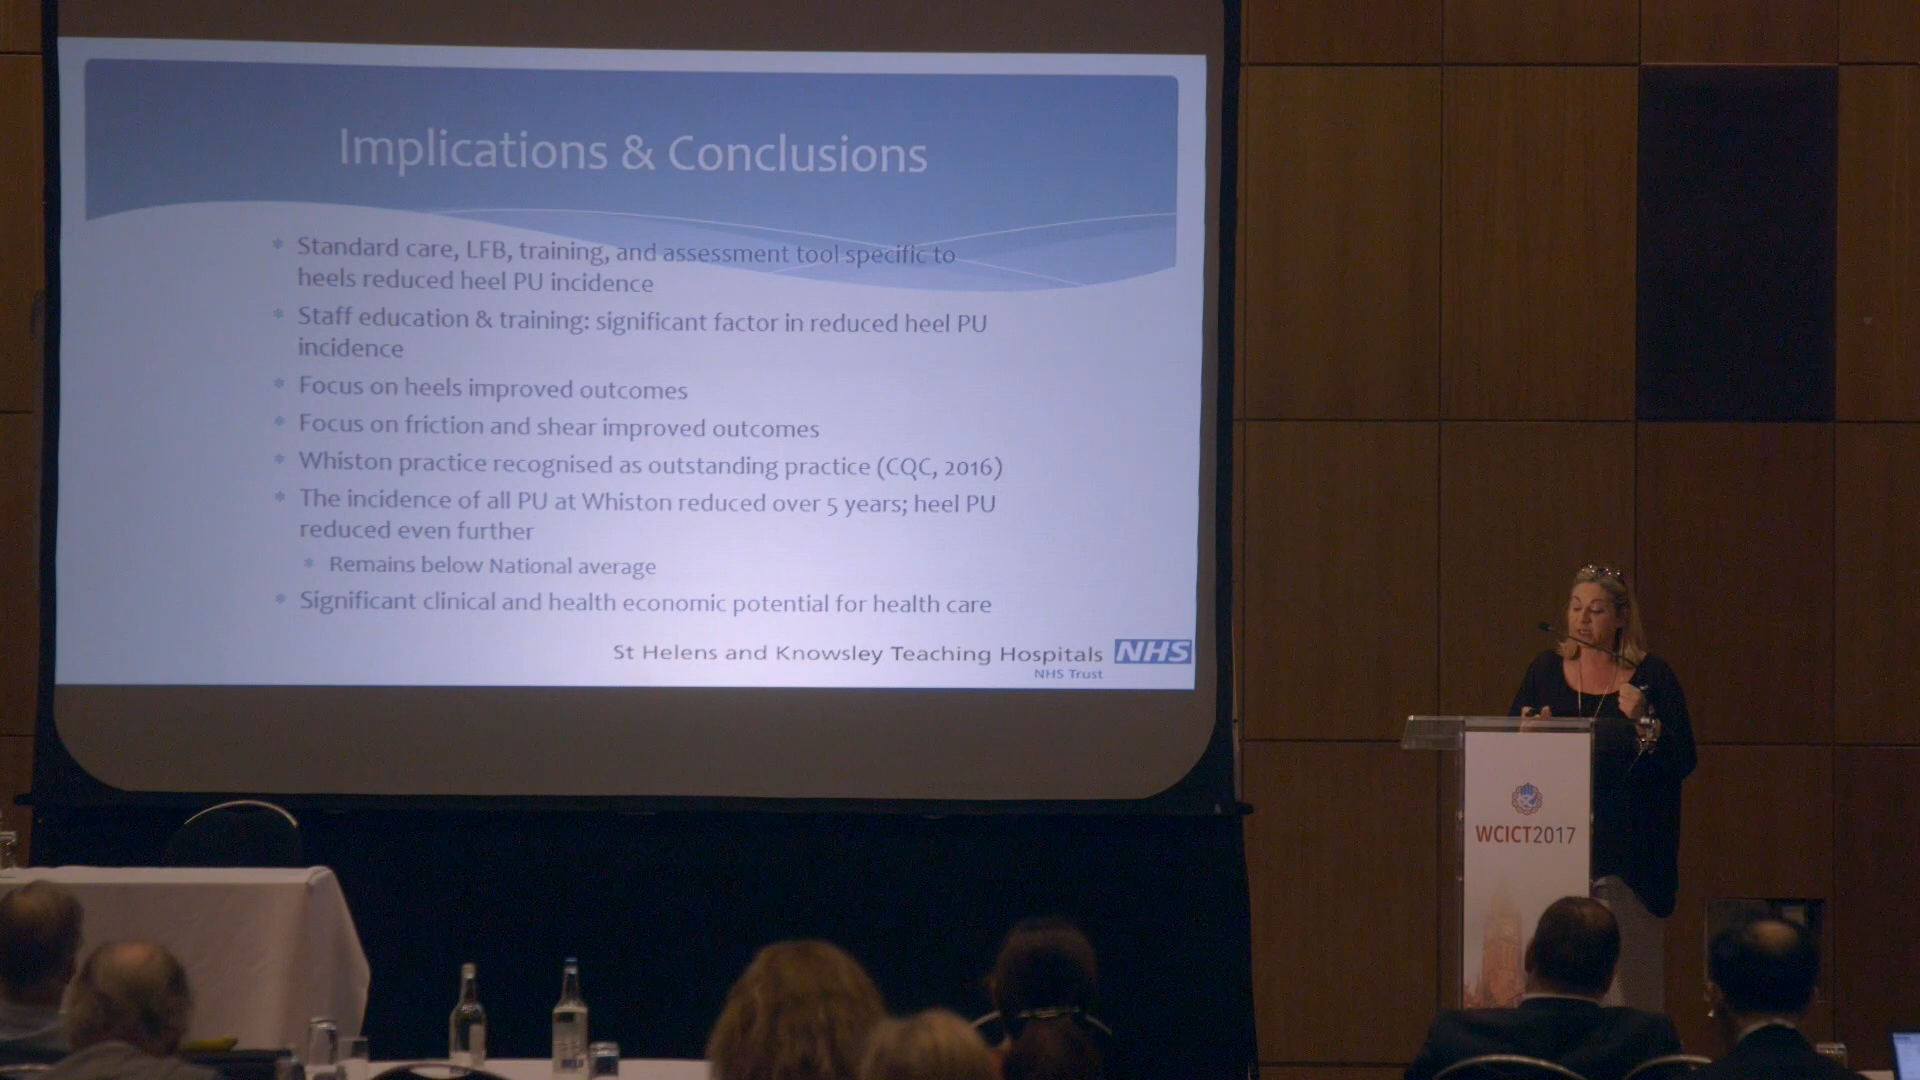 Implications & Conclusions
* Standard care, LFB, training, and assessment tool specific to
heels reduced heel PU incidence
* Staff education & training: significant factor in reduced heel PU
incidence
* Focus on heels improved outcomes
* Focus on friction and shear improved outcomes
* Whiston practice recognised as outstanding practice (CQC, 2016)
* The incidence of all PU at Whiston reduced over 5 years; heel PU
reduced even further
* Remains below National average
* Significant clinical and health economic potential for health care
St Helens and Knowsley Teaching Hospitals NHS
NHS Trust
WCICT2017